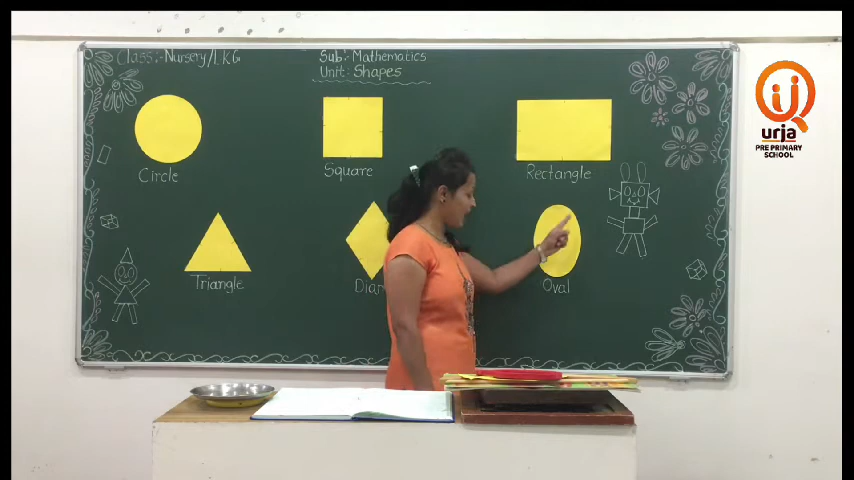 Class:- Nursery/LKG
Sub:- Mathematics
Unit:- Shapes
Circle
Square
Rectangle
Triangle
Oval
urja
PRE PRIMARY
SCHOOL